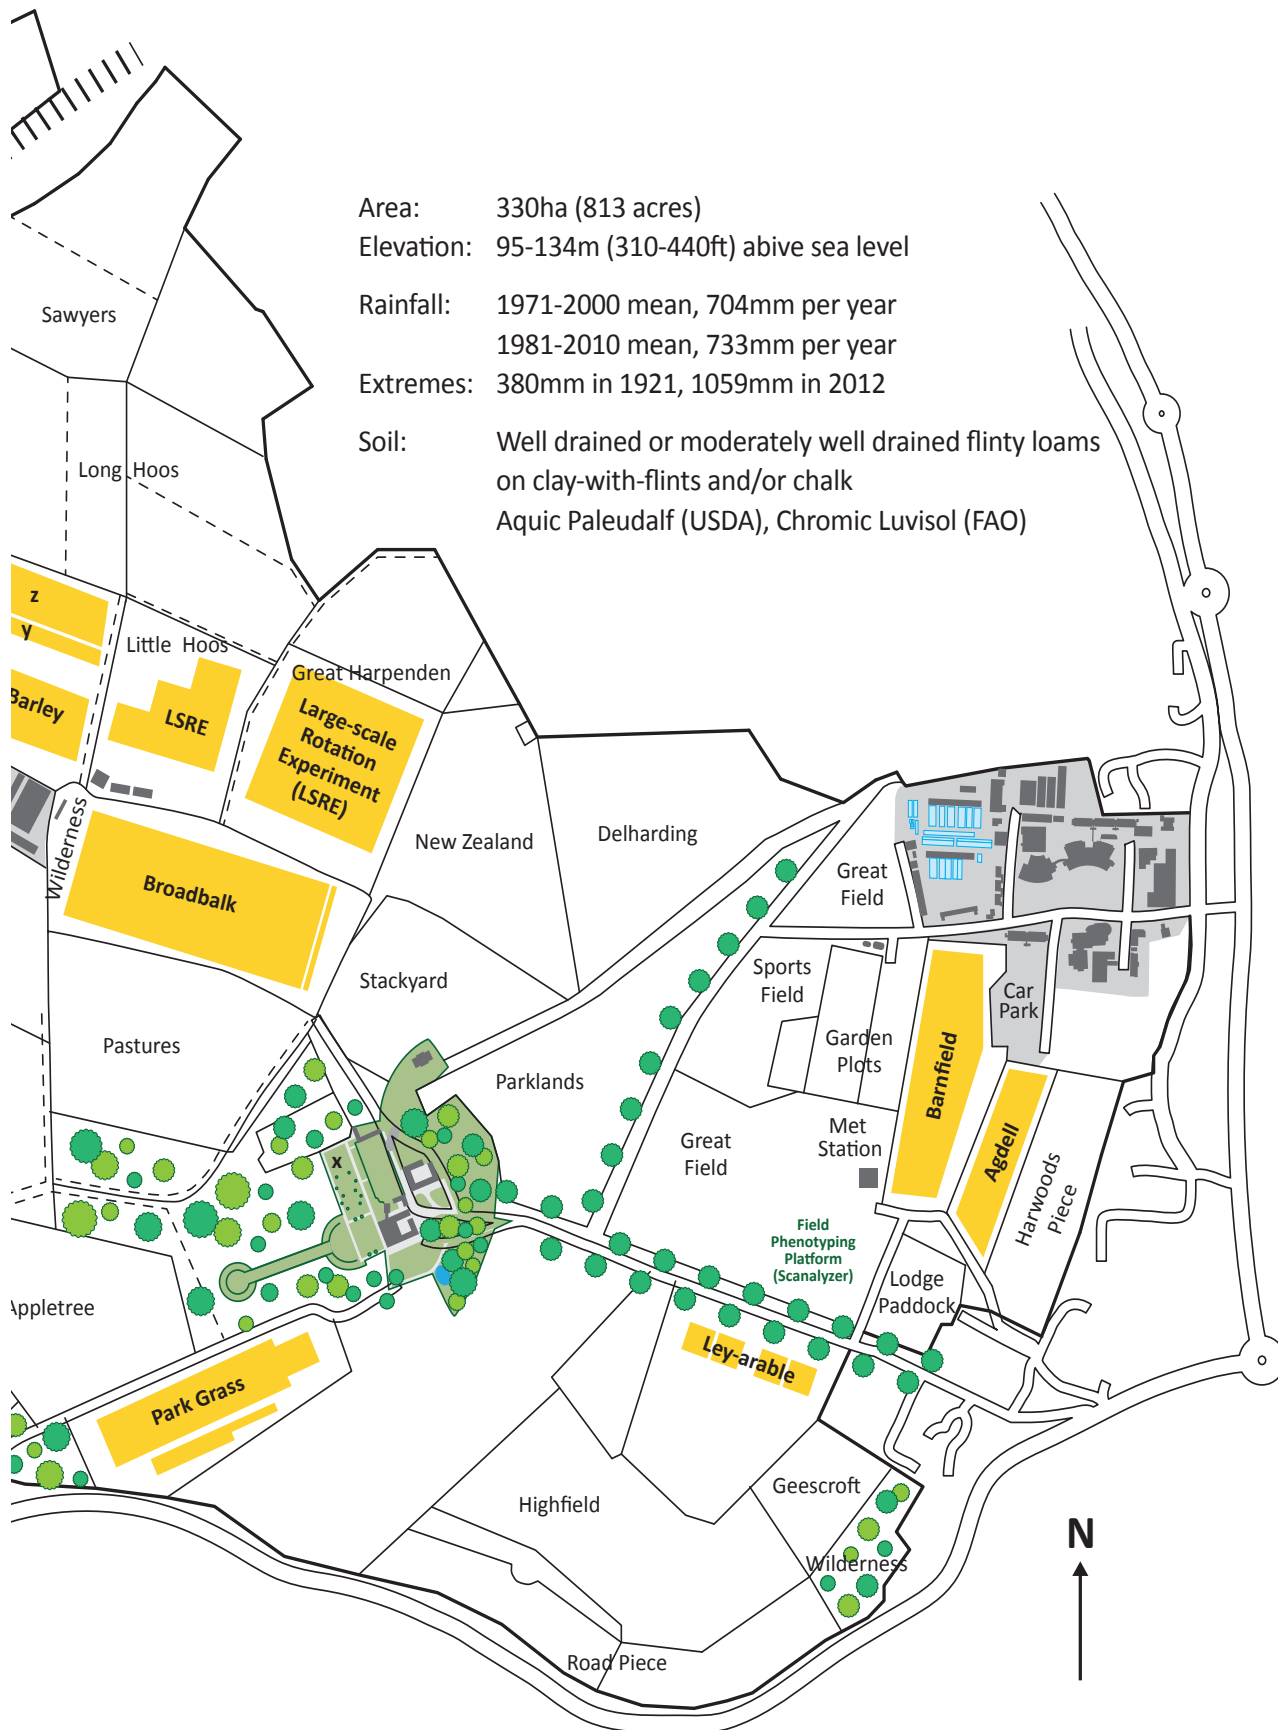 Area: 330ha (813 acres)
Elevation: 95-134m (310-440ft) abive sea level
Rainfall: 1971-2000 mean, 704mm per year
1981-2010 mean, 733mm per year
Extremes: 380mm in 1921, 1059mm in 2012
Soil: Well drained or moderately well drained flinty loams
on clay-with-flints and/or chalk
Aquic Paleudalf (USDA), Chromic Luvisol (FAO)
Sawyers
Long Hoos
z
y
Little Hoos
Barley
LSRE
Great Harpenden
Large-scale
Rotation
Experiment
(LSRE)
Wilderness
Broadbalk
New Zealand
Delharding
Great
Field
Stackyard
Sports
Field
Car
Park
Pastures
Garden
Plots
Parklands
Barnfield
Great
Field
Met
Station
Agdell
x
Harwoods
Piece
Field
Phenotyping
Platform
(Scanalyzer)
Lodge
Paddock
Appletree
Ley-arable
Park Grass
Geescroft
Highfield
Wilderness
N
Road Piece